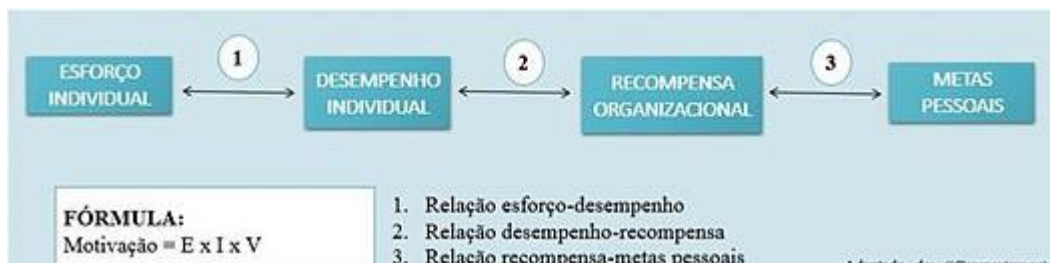 ESFORÇO
INDIVIDUAL
1
DESEMPENHO
INDIVIDUAL
2
RECOMPENSA
ORGANIZACIONAL
3
METAS
PESSOAIS
FÓRMULA:
Motivação = E x I x V
1. Relação esforço-desempenho
2. Relação desempenho-recompensa
3. Relação recompensa-metas pessoais